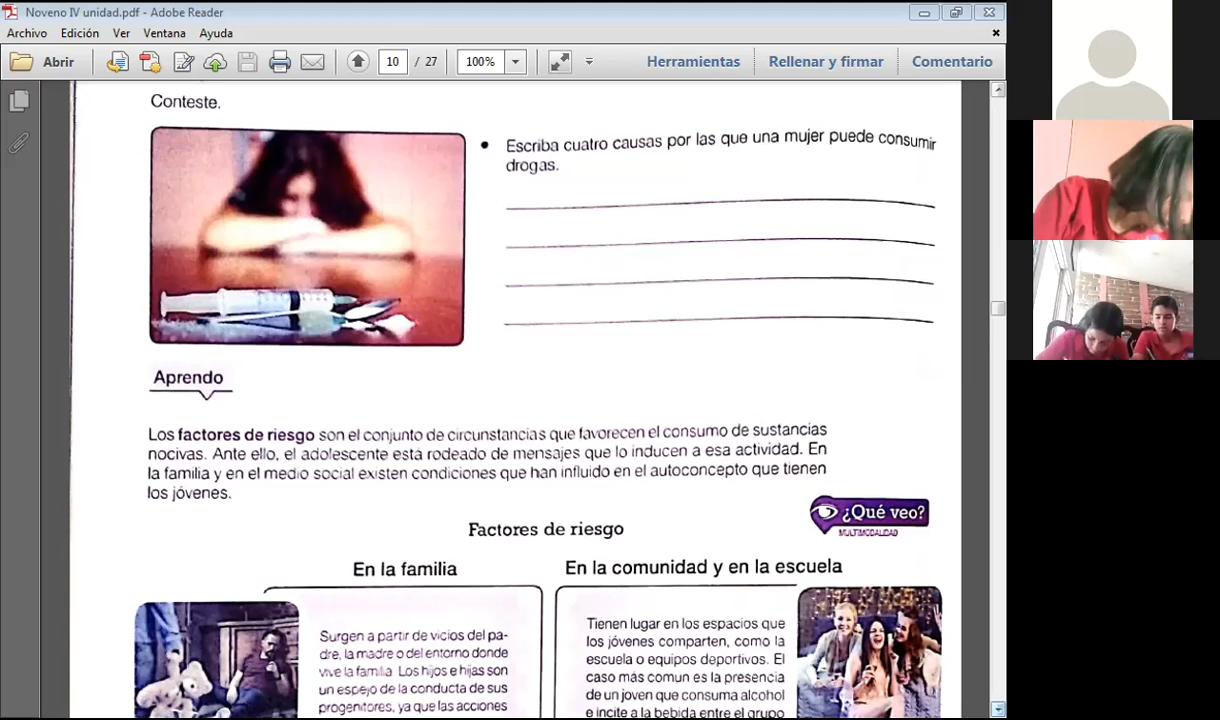 Noveno IV unidad.pdf - Adobe Reader
Archivo Edición Ver Ventana Ayuda
Abrir 10 / 27 100% Herramientas Rellenar y firmar Comentario
Conteste.
• Escriba cuatro causas por las que una mujer puede consumir
drogas.
Aprendo
Los factores de riesgo son el conjunto de circunstancias que favorecen el consumo de sustancias
nocivas. Ante ello, el adolescente está rodeado de mensajes que lo inducen a esa actividad. En
la familia y en el medio social existen condiciones que han influido en el autoconcepto que tienen
los jóvenes.
¿Qué veo?
MULTIMODALIDAD
Factores de riesgo
En la familia
Surgen a partir de vicios del pa-
dre, la madre o del entorno donde
vive la familia. Los hijos e hijas son
un espejo de la conducta de sus
progenitores, ya que las acciones
En la comunidad y en la escuela
Tienen lugar en los espacios que
los jóvenes comparten, como la
escuela o equipos deportivos. El
caso más comun es la presencia
de un joven que consuma alcohol
e incite a la bebida entre el grupo